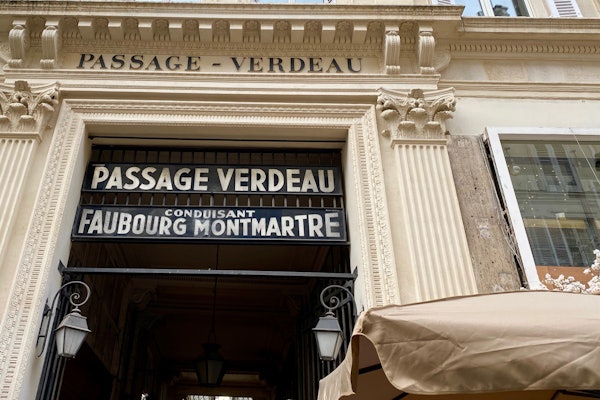 PASSAGE - VERDEAU
PASSAGE VERDEAU
CONDUISANT
FAUBOURG MONTMARTRE